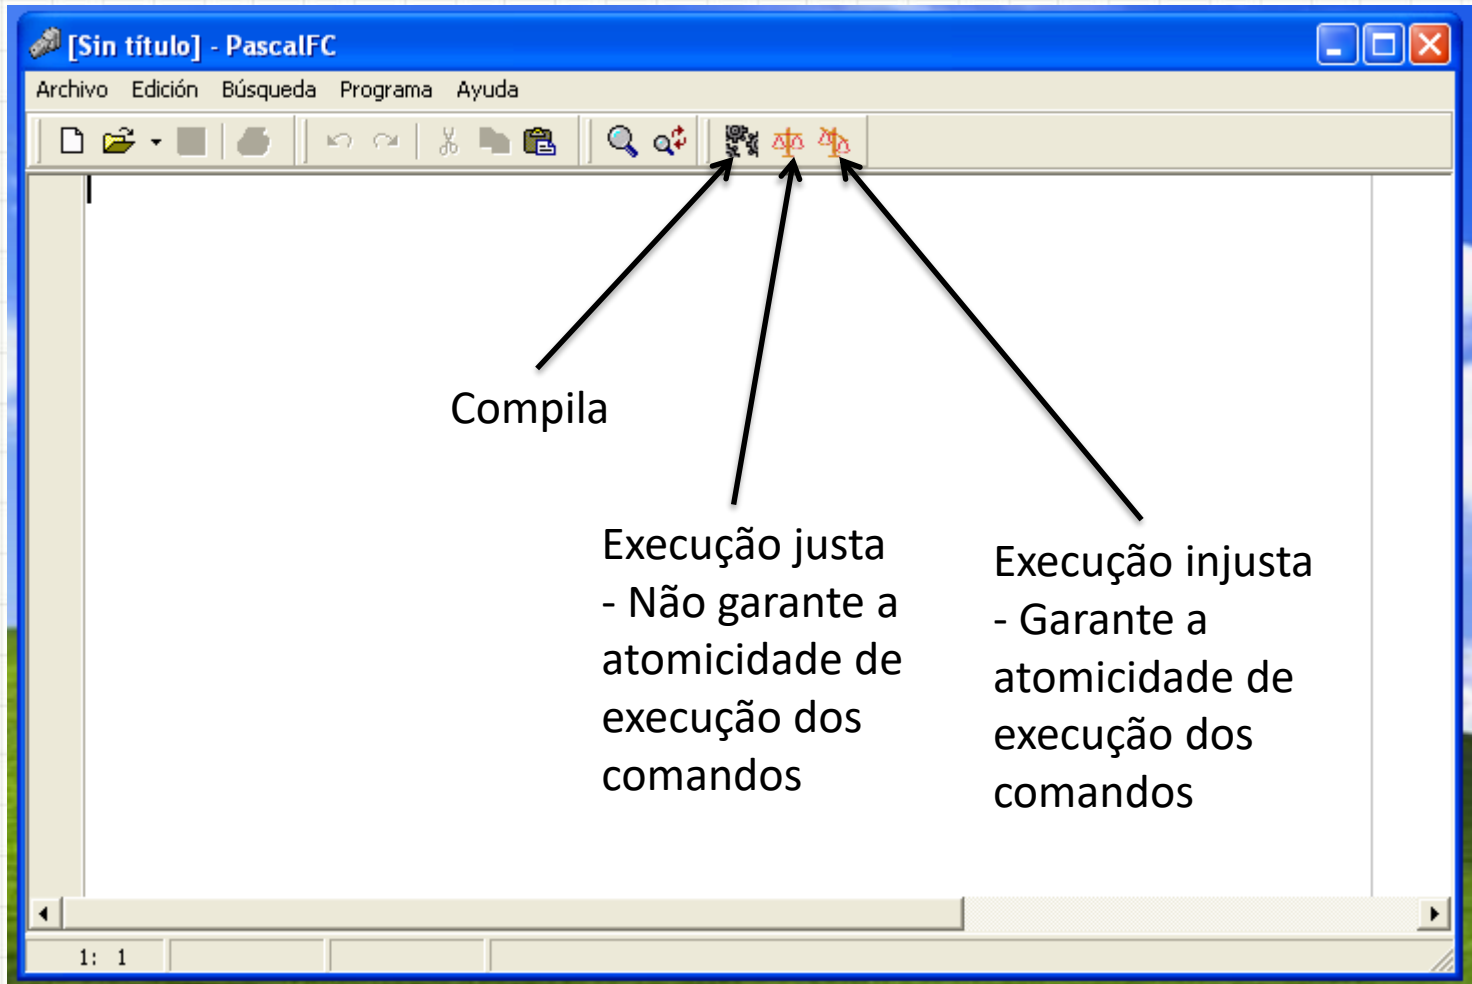 [Sin título] - PascalFC
Archivo Edición Búsqueda Programa Ayuda
Compila
Execução justa
- Não garante a
atomicidade de
execução dos
comandos
Execução injusta
- Garante a
atomicidade de
execução dos
comandos
1: 1